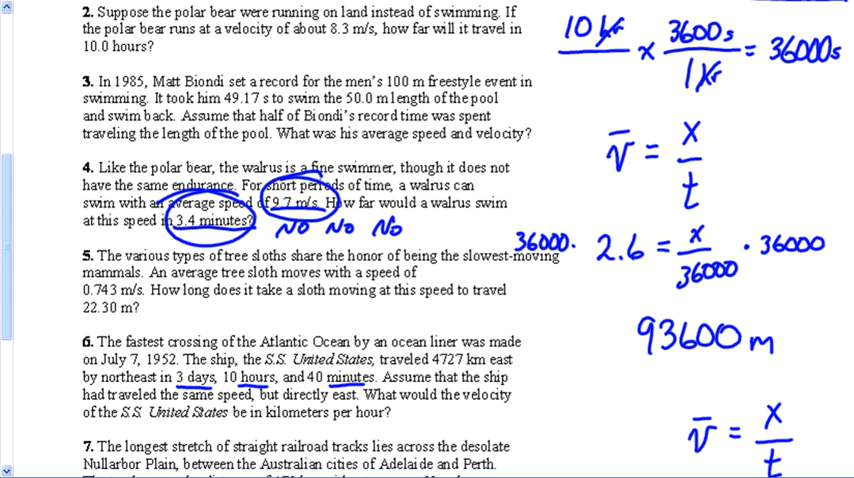 2. Suppose the polar bear were running on land instead of swimming. If
the polar bear runs at a velocity of about 8.3 m/s, how far will it travel in
10.0 hours?
3. In 1985, Matt Biondi set a record for the men's 100 m freestyle event in
swimming. It took him 49.17 s to swim the 50.0 m length of the pool
and swim back. Assume that half of Biondi's record time was spent
traveling the length of the pool. What was his average speed and velocity?
4. Like the polar bear, the walrus is a fine swimmer, though it does not
have the same endurance. For short periods of time, a walrus can
swim with an average speed of 9.7 m/s. How far would a walrus swim
at this speed in 3.4 minutes?
NO NO NO
5. The various types of tree sloths share the honor of being the slowest-moving
mammals. An average tree sloth moves with a speed of
0.743 m/s. How long does it take a sloth moving at this speed to travel
22.30 m?
6. The fastest crossing of the Atlantic Ocean by an ocean liner was made
on July 7, 1952. The ship, the S.S. United States, traveled 4727 km east
by northeast in 3 days, 10 hours, and 40 minutes. Assume that the ship
had traveled the same speed, but directly east. What would the velocity
of the S.S. United States be in kilometers per hour?
7. The longest stretch of straight railroad tracks lies across the desolate
Nullarbor Plain, between the Australian cities of Adelaide and Perth.
10 hr × 3600 s / 1 hr = 36000 s
v̄ = x / t
36000 · 2.6 = x / 36000 · 36000
93600 m
v̄ = x / t